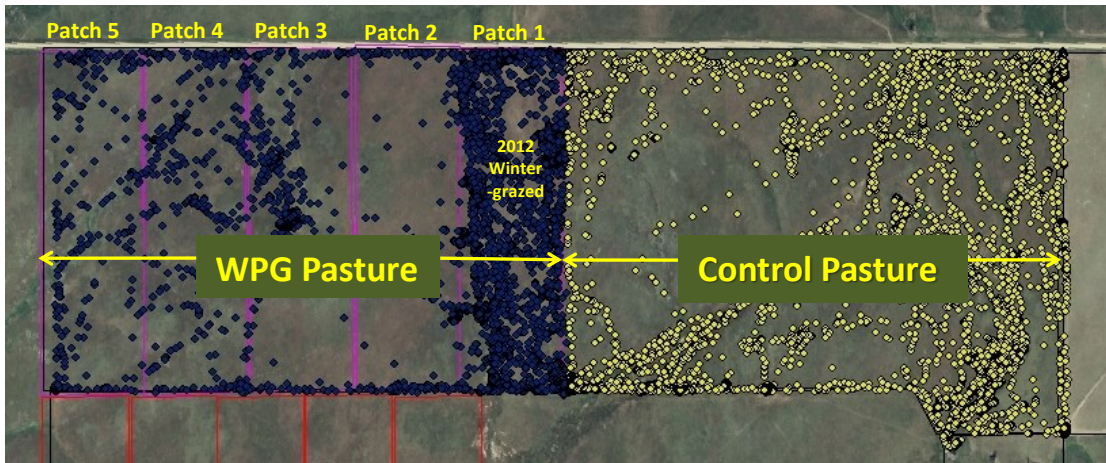 Patch 5 Patch 4 Patch 3 Patch 2 Patch 1
2012
Winter
-grazed
WPG Pasture Control Pasture